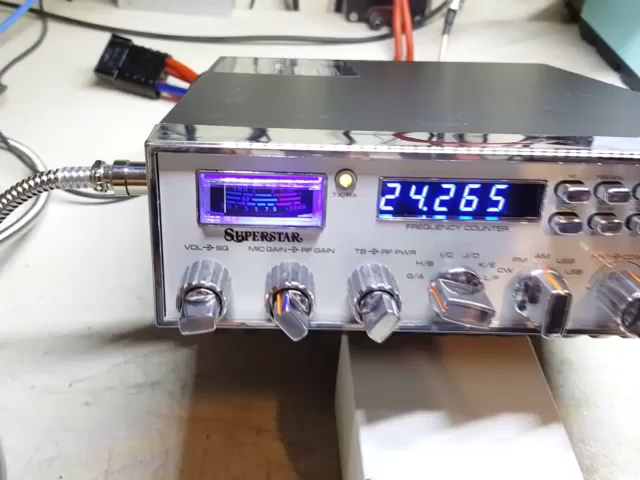 24.265
TX/RX
FREQUENCY COUNTER
SUPERSTAR
VOL SQ
MIC GAIN RF GAIN
TB RF PWR
G/A H/B I/C J/D K/E L/F
CW FM AM USB LSB